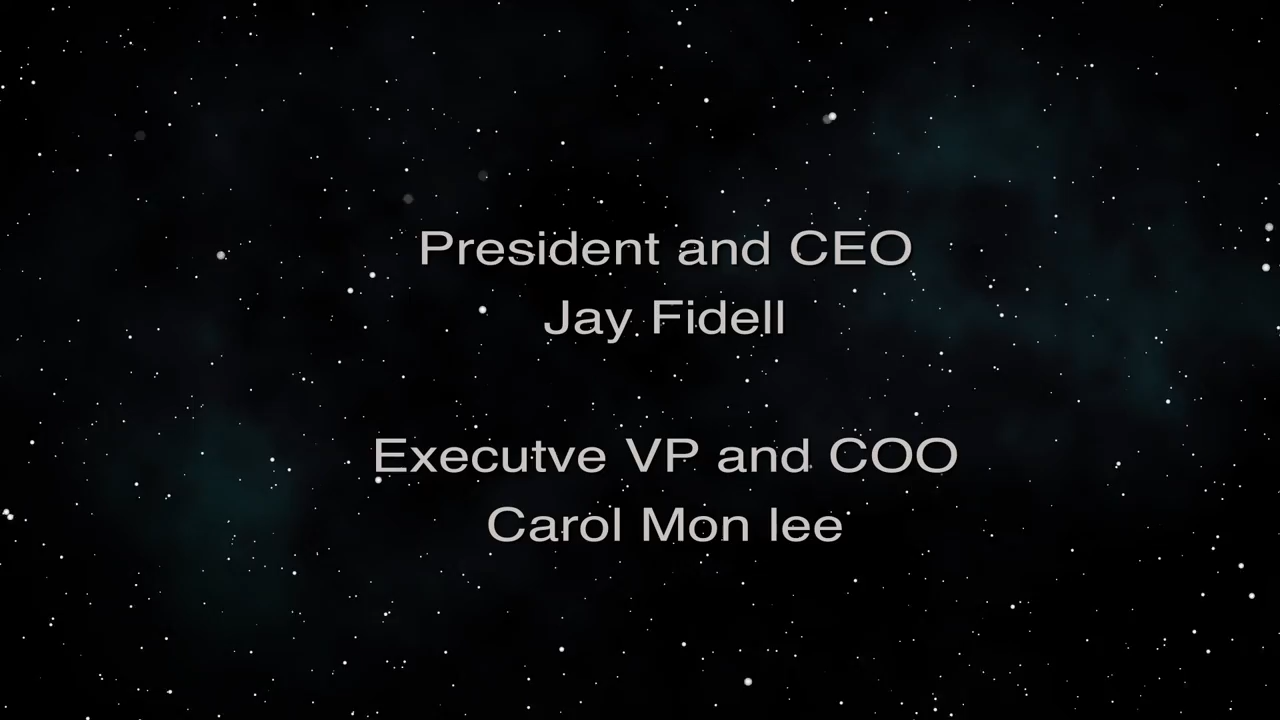 President and CEO
Jay Fidell
Executve VP and COO
Carol Mon lee